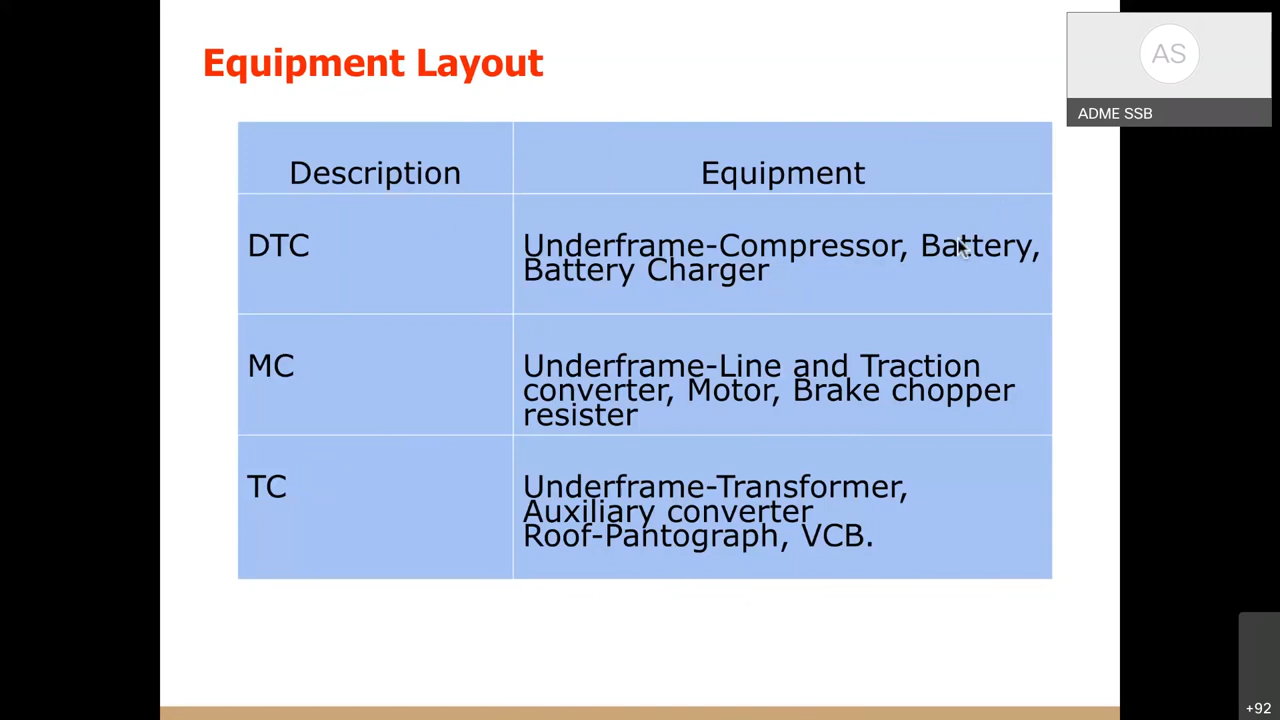 Equipment Layout
AS
ADME SSB
Description
Equipment
DTC
Underframe-Compressor, Battery,
Battery Charger
MC
Underframe-Line and Traction
converter, Motor, Brake chopper
resister
TC
Underframe-Transformer,
Auxiliary converter
Roof-Pantograph, VCB.
+92